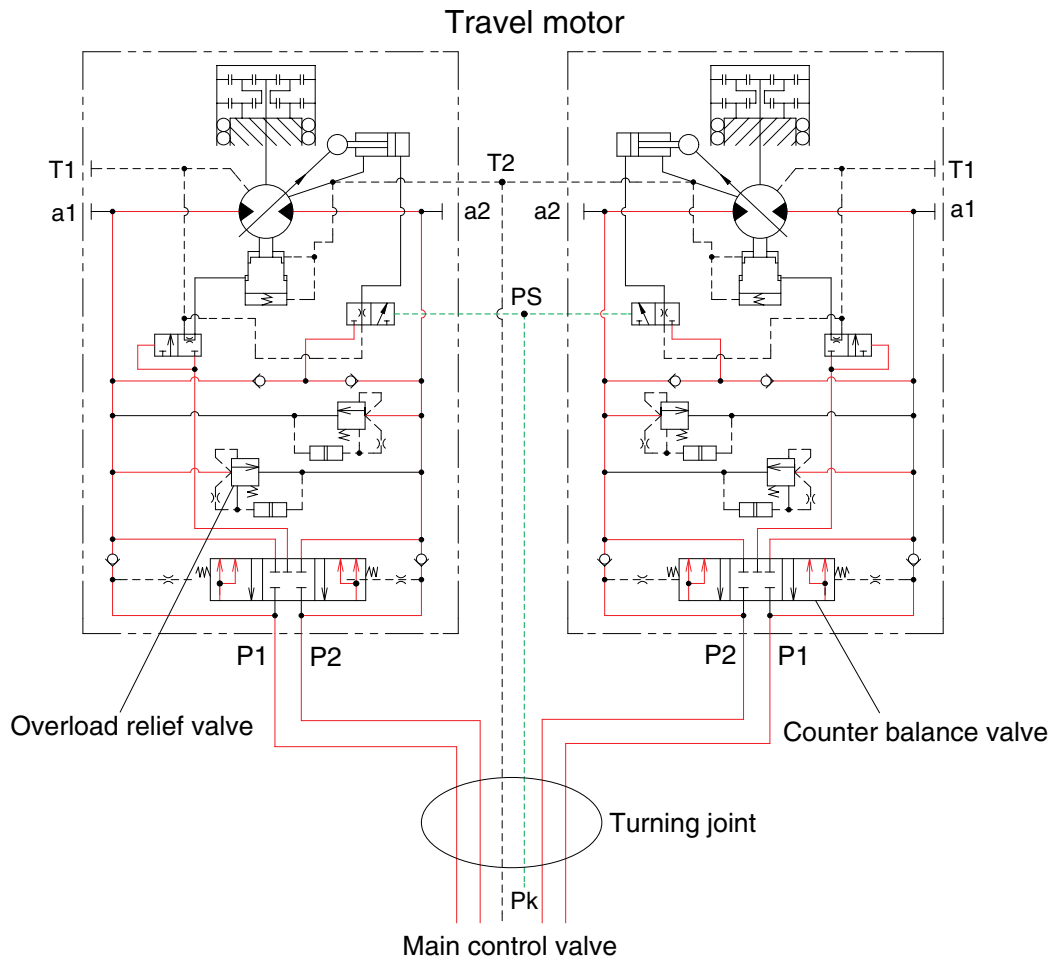 Travel motor
T1
T2
T1
a1
a2
a2
a1
PS
P1
P2
P2
P1
Overload relief valve
Counter balance valve
Turning joint
Pk
Main control valve